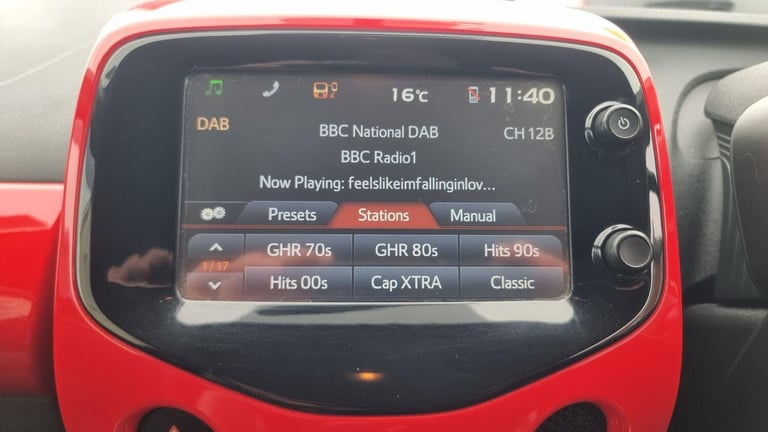 16°C 11:40
DAB
BBC National DAB CH 12B
BBC Radio1
Now Playing: feelslikeimfallinginlov...
Presets Stations Manual
GHR 70s GHR 80s Hits 90s
1/17
Hits 00s Cap XTRA Classic